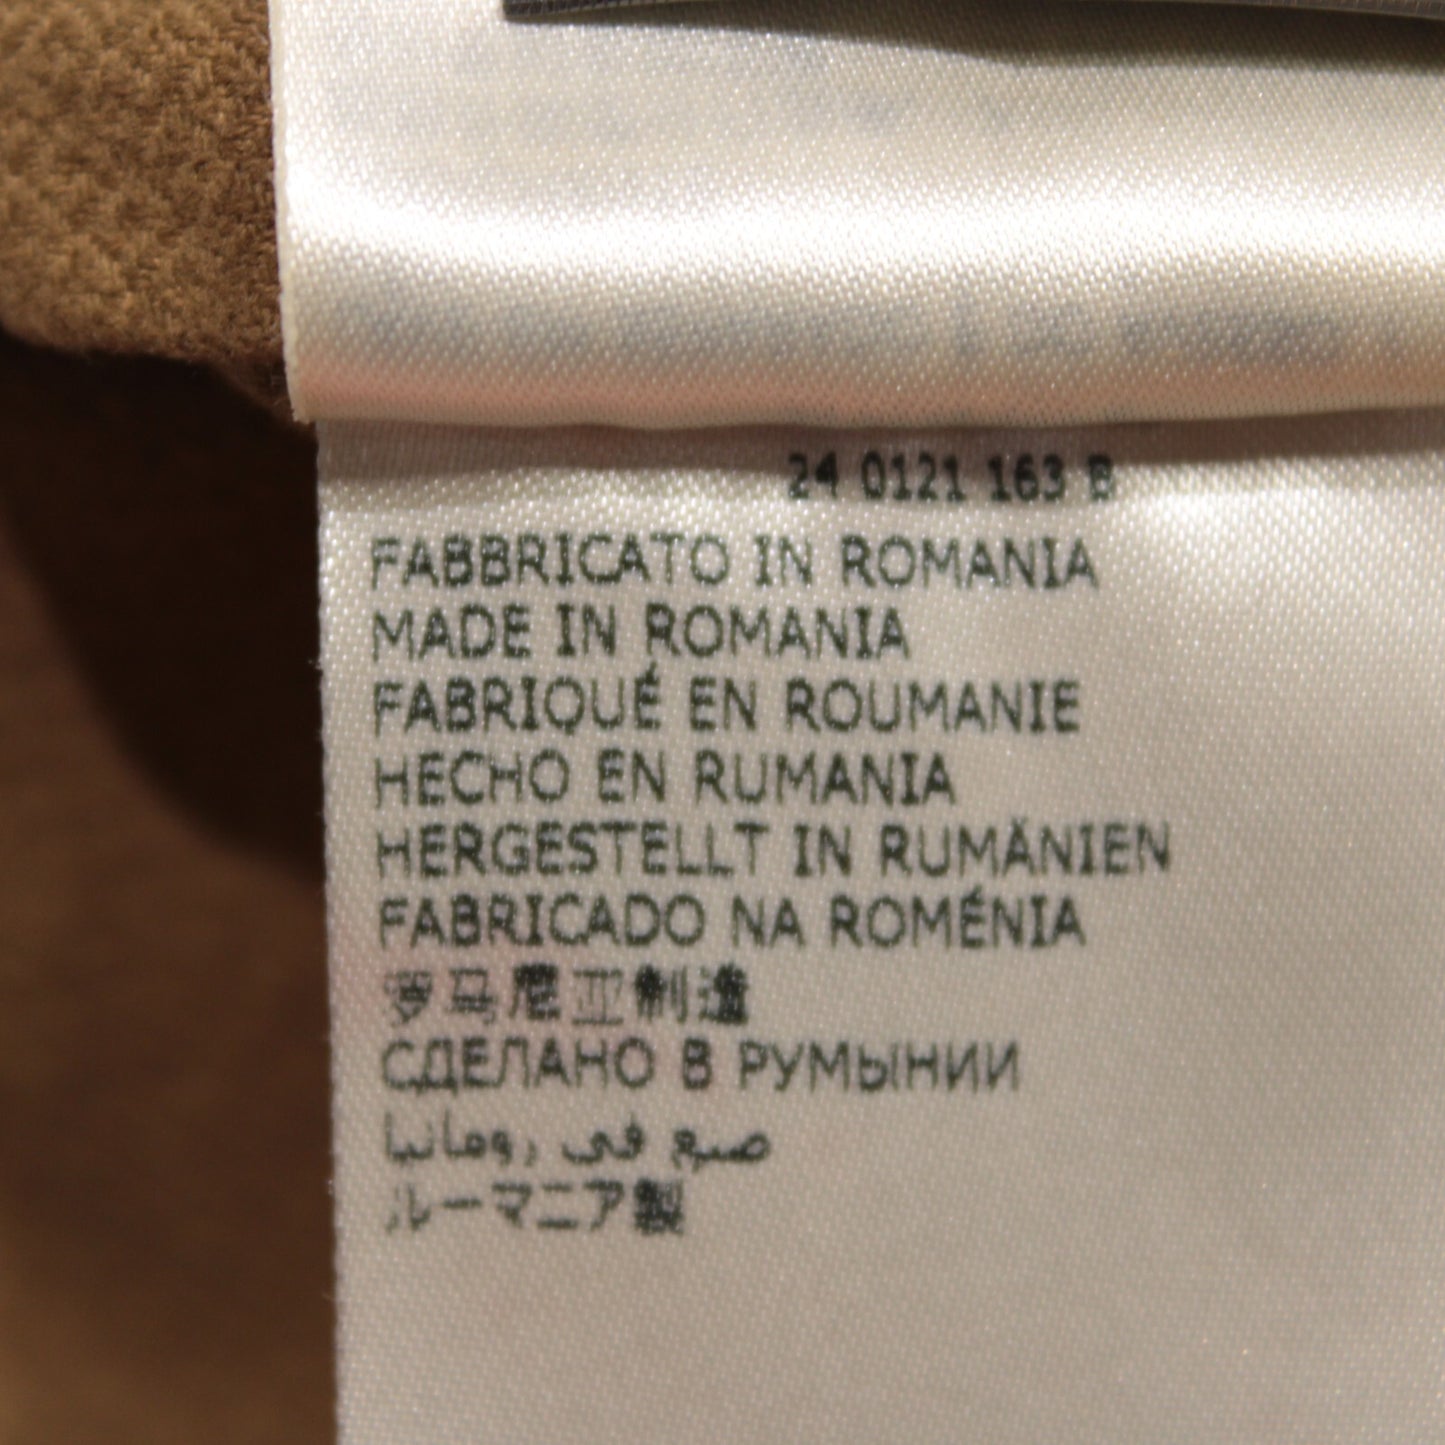 24 0121 163 B
FABBRICATO IN ROMANIA
MADE IN ROMANIA
FABRIQUÉ EN ROUMANIE
HECHO EN RUMANIA
HERGESTELLT IN RUMÄNIEN
FABRICADO NA ROMÉNIA
罗马尼亚制造
СДЕЛАНО В РУМЫНИИ
صنع في رومانيا
ルーマニア製